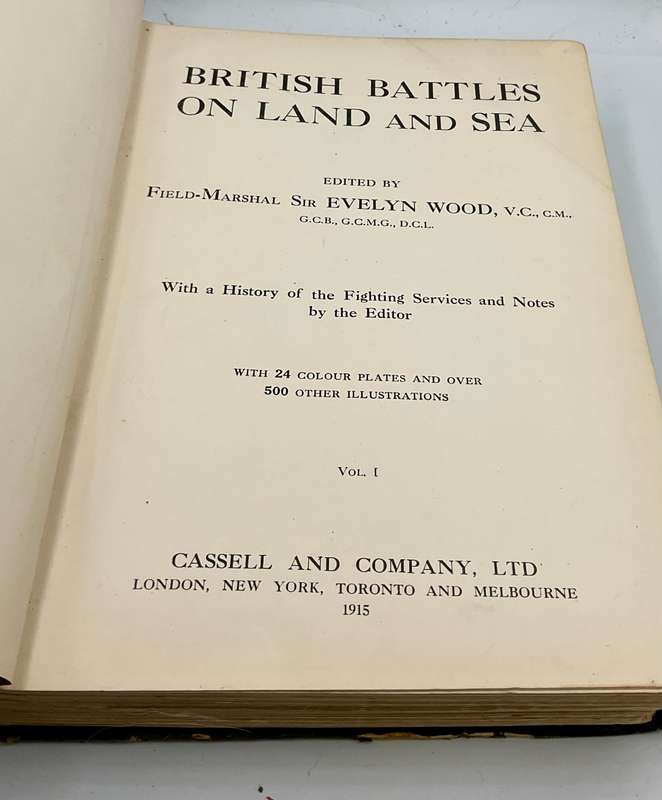 BRITISH BATTLES
ON LAND AND SEA
EDITED BY
FIELD-MARSHAL SIR EVELYN WOOD, V.C., C.M.,
G.C.B., G.C.M.G., D.C.L.
With a History of the Fighting Services and Notes
by the Editor
WITH 24 COLOUR PLATES AND OVER
500 OTHER ILLUSTRATIONS
VOL. I
CASSELL AND COMPANY, LTD
LONDON, NEW YORK, TORONTO AND MELBOURNE
1915